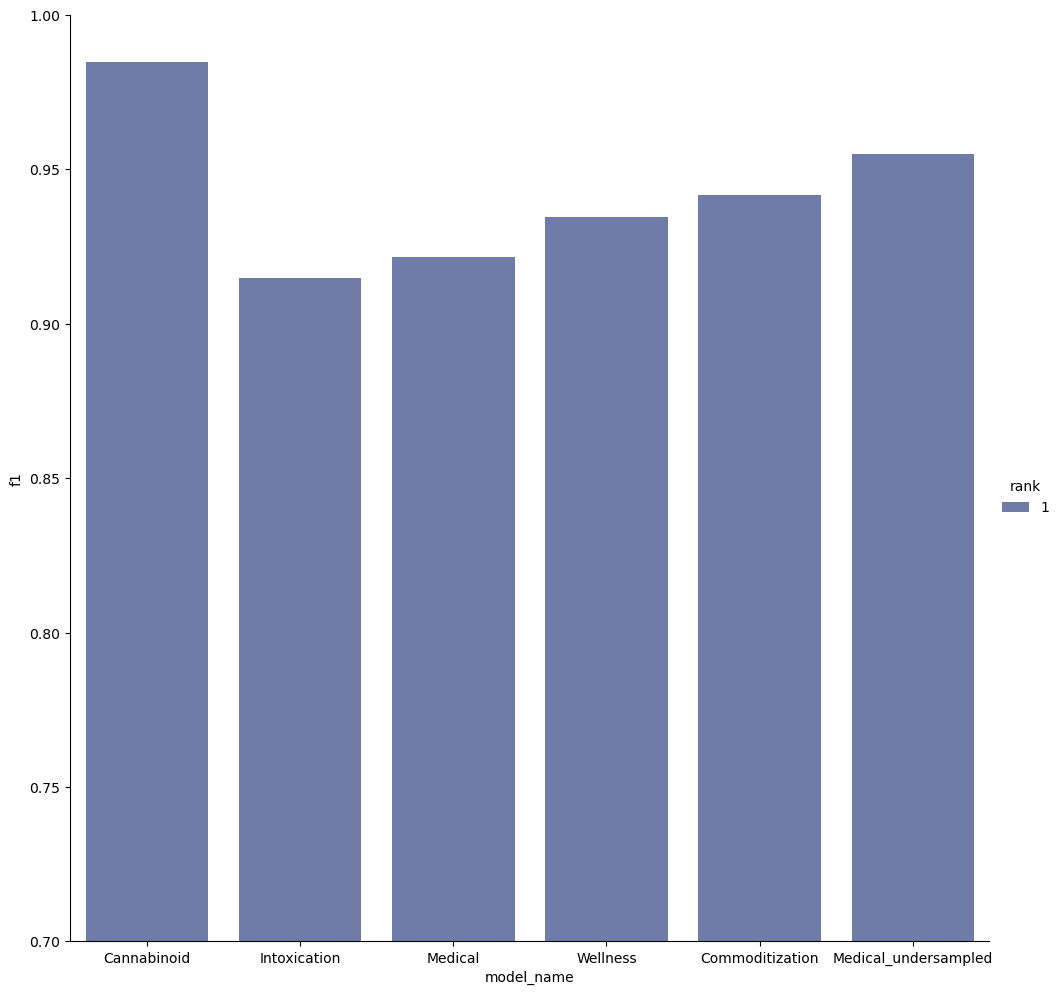 1.00
0.95
0.90
0.85
0.80
0.75
0.70
f1
Cannabinoid Intoxication Medical Wellness Commoditization Medical_undersampled
model_name
rank
1